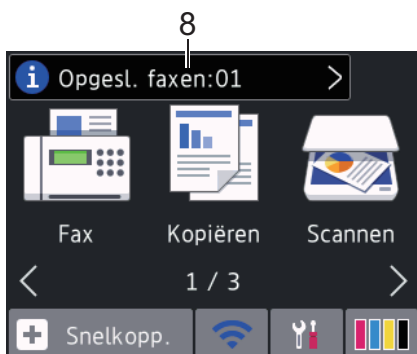 8
Opgesl. faxen:01
Fax Kopiëren Scannen
1 / 3
Snelkopp.